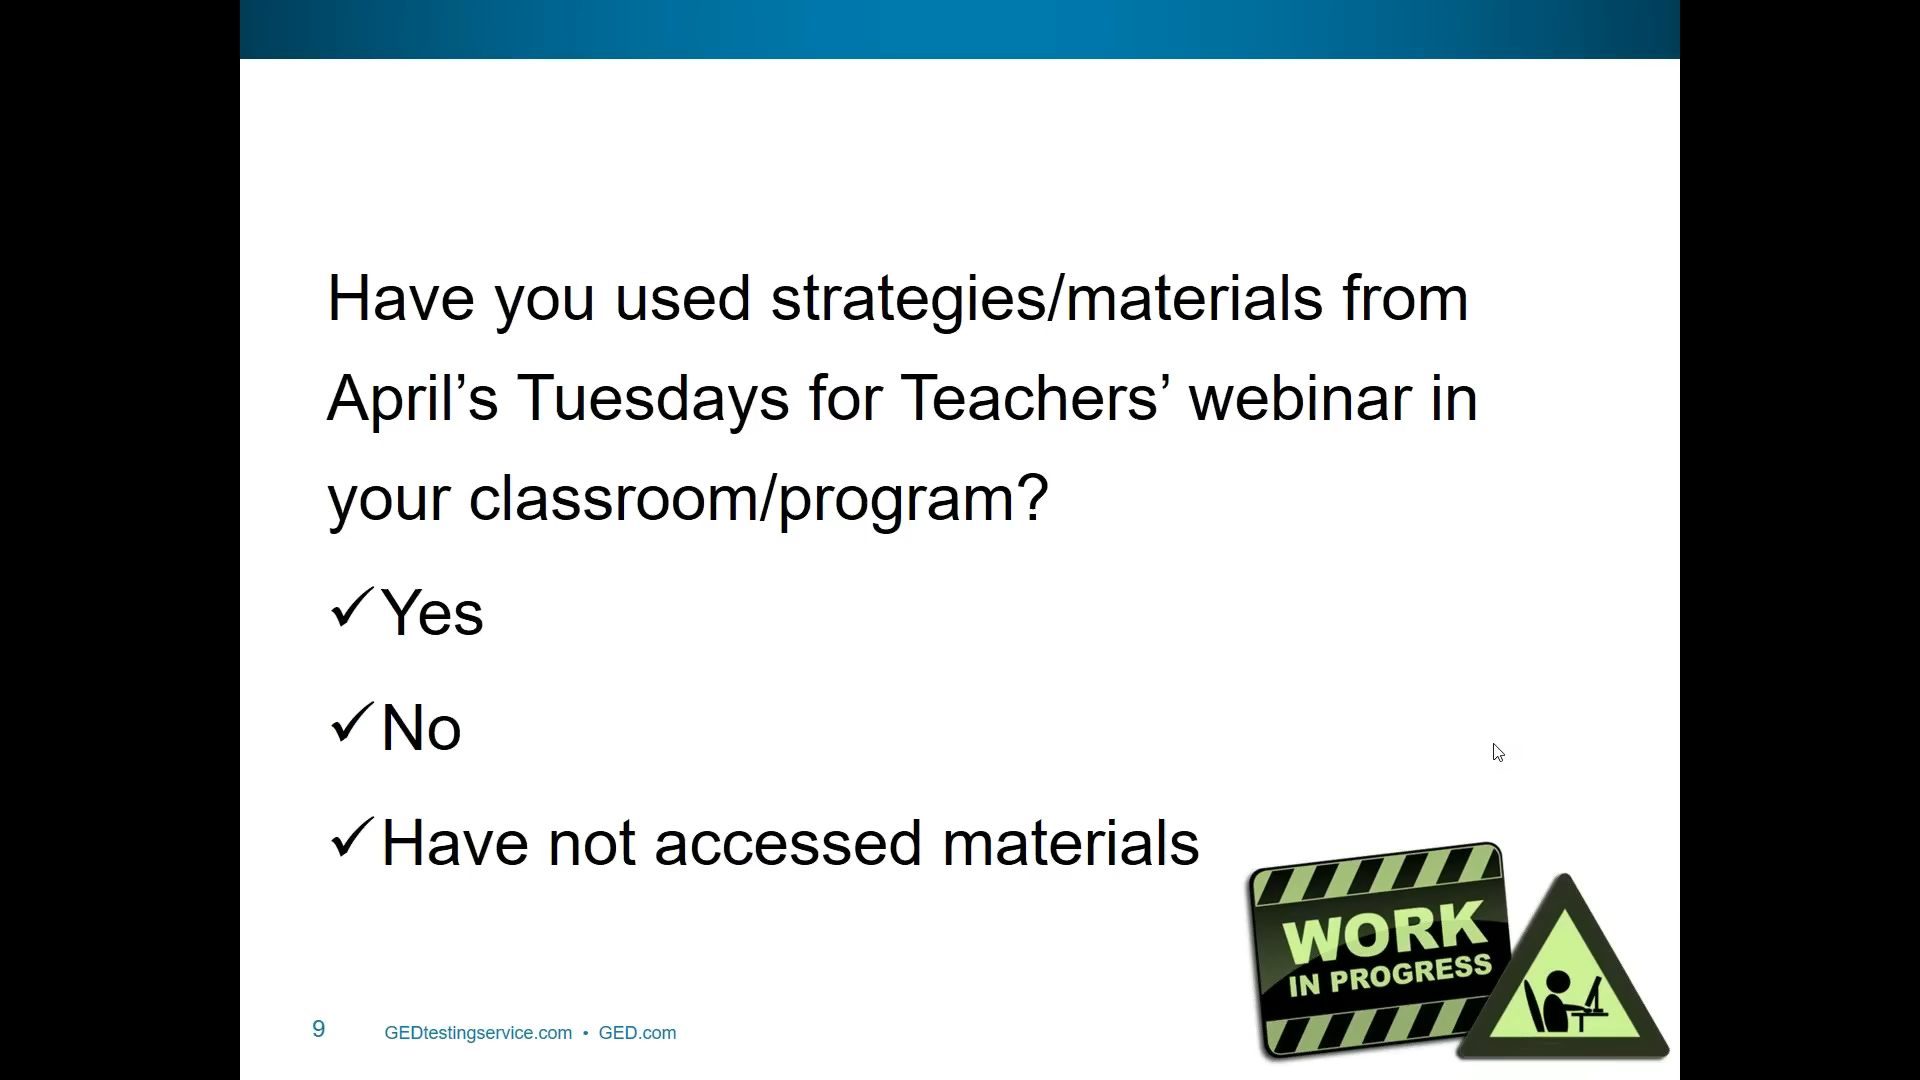 Have you used strategies/materials from
April’s Tuesdays for Teachers’ webinar in
your classroom/program?
✓Yes
✓No
✓Have not accessed materials
WORK
IN PROGRESS
9 GEDtestingservice.com • GED.com